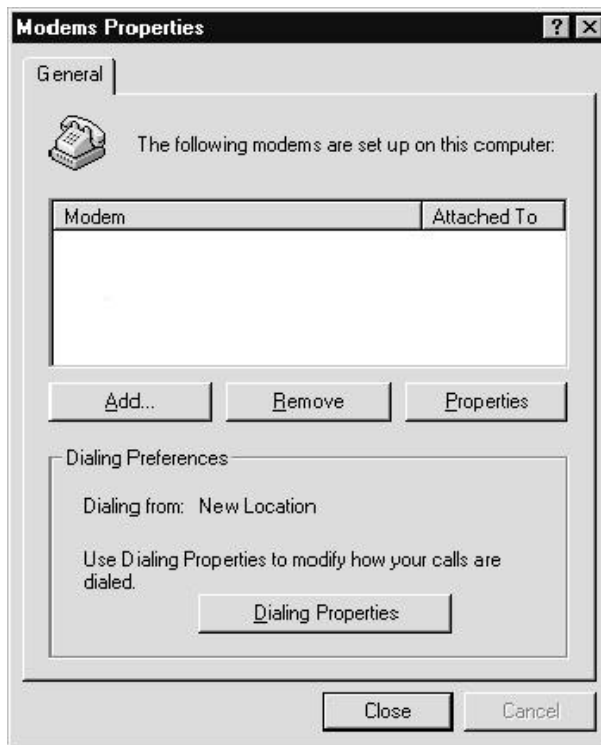 Modems Properties
General
The following modems are set up on this computer:
Modem Attached To
Add... Remove Properties
Dialing Preferences
Dialing from: New Location
Use Dialing Properties to modify how your calls are
dialed.
Dialing Properties
Close Cancel